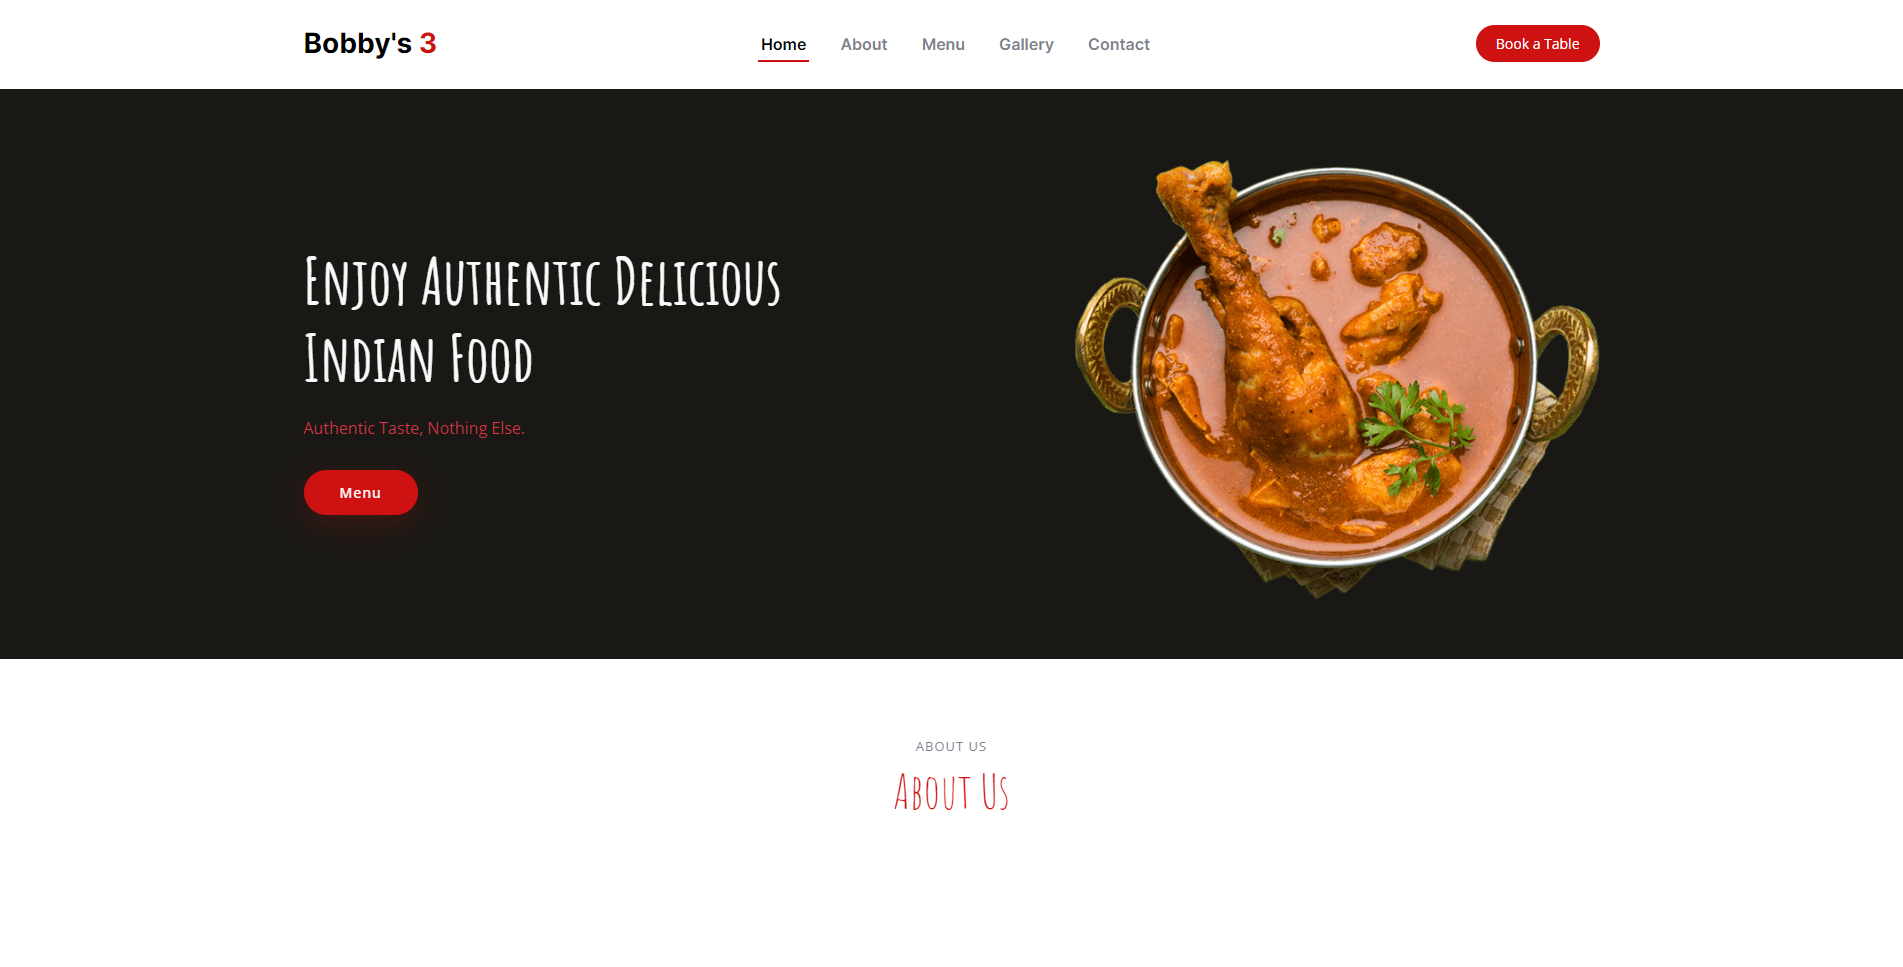 Bobby's 3
Home About Menu Gallery Contact
Book a Table
Enjoy Authentic Delicious
Indian Food
Authentic Taste, Nothing Else.
Menu
ABOUT US
About Us